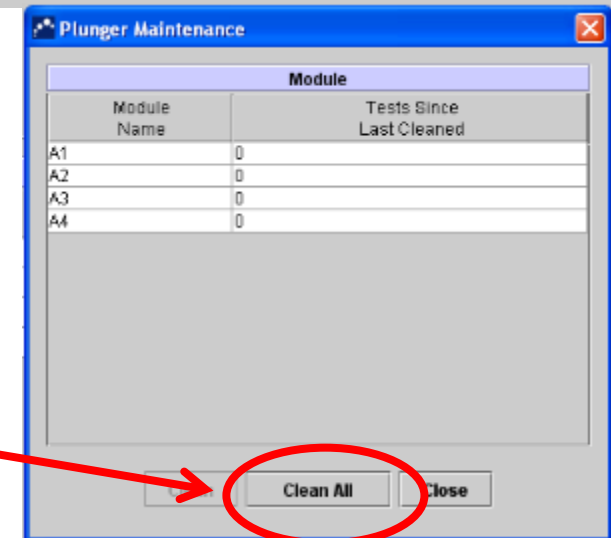 Plunger Maintenance
Module
Module Name
Tests Since Last Cleaned
A1 0
A2 0
A3 0
A4 0
Clean All
Close